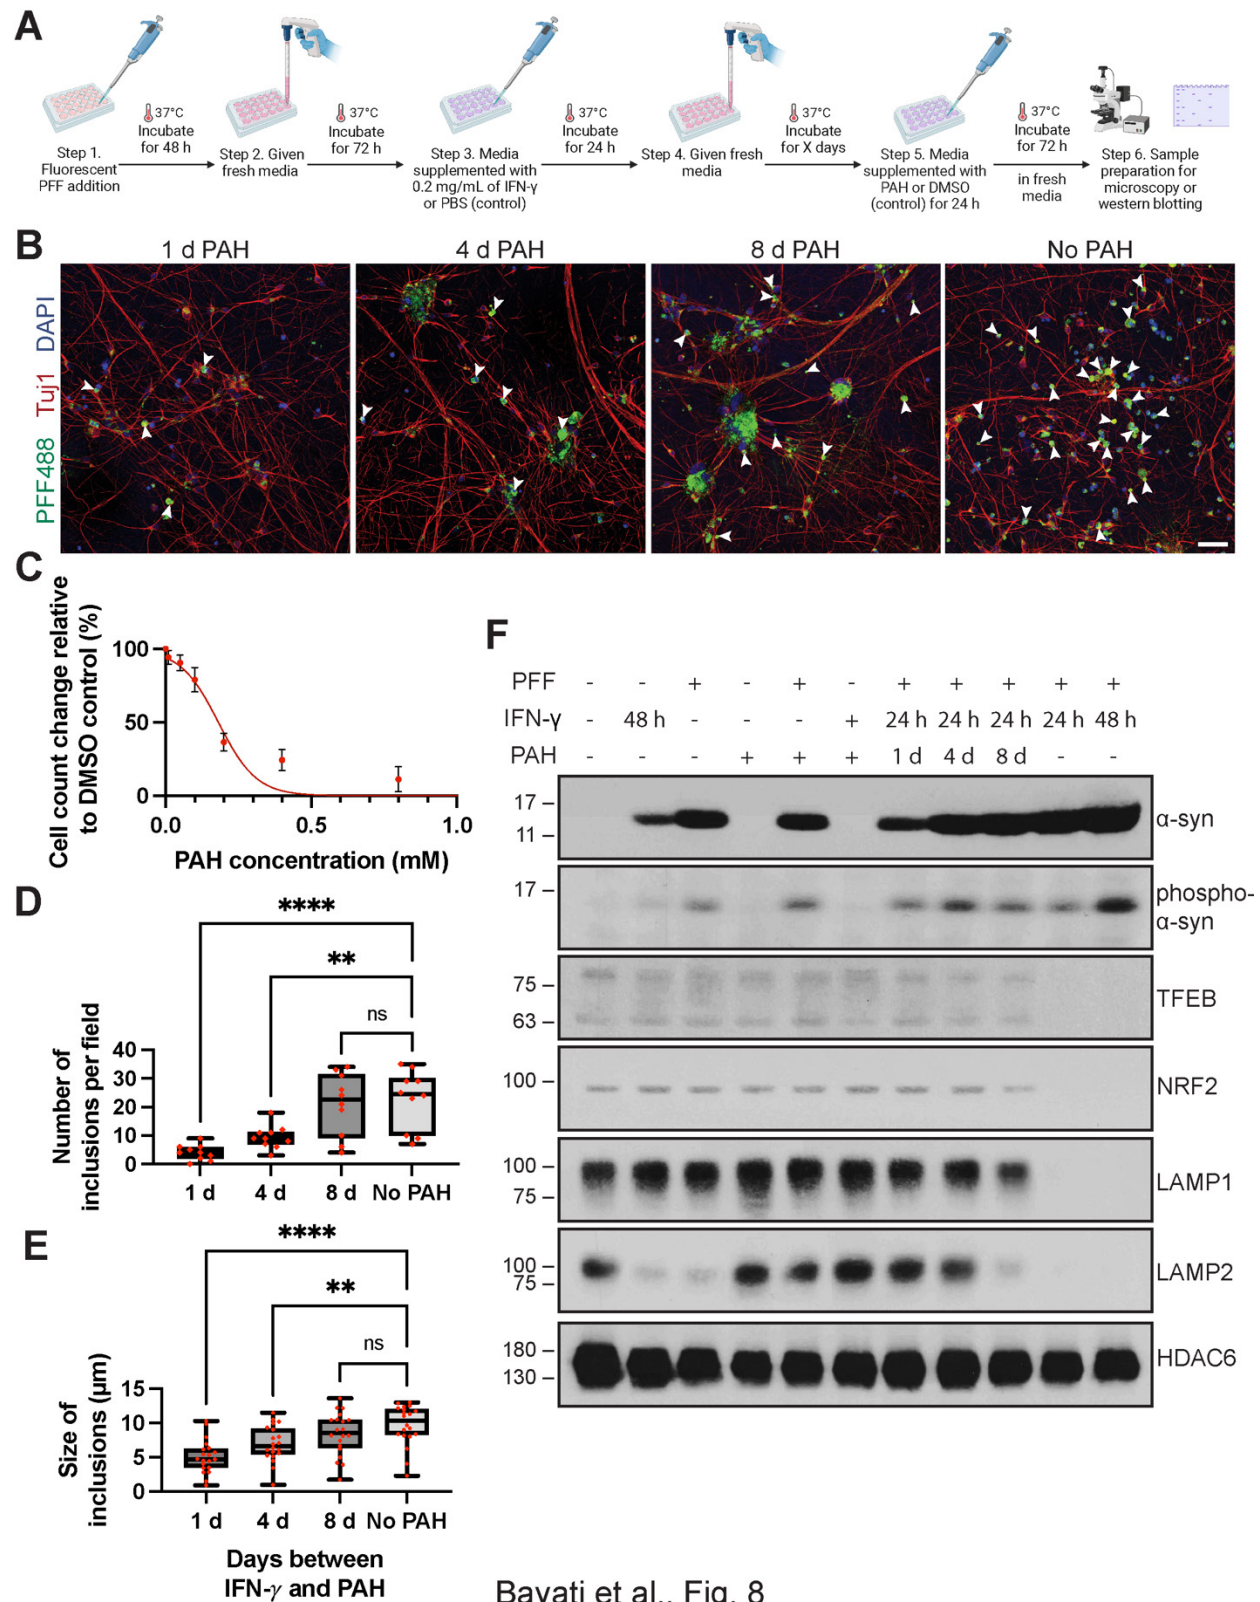 A
37°C
Incubate
for 48 h
37°C
Incubate
for 72 h
37°C
Incubate
for 24 h
37°C
Incubate
for X days
37°C
Incubate
for 72 h
in fresh
media
Step 1.
Fluorescent
PFF addition
Step 2. Given
fresh media
Step 3. Media
supplemented with
0.2 mg/mL of IFN-γ
or PBS (control)
Step 4. Given fresh
media
Step 5. Media
supplemented with
PAH or DMSO
(control) for 24 h
Step 6. Sample
preparation for
microscopy or
western blotting
B
1 d PAH 4 d PAH 8 d PAH No PAH
PFF488 Tuj1 DAPI
C
Cell count change relative
to DMSO control (%)
100
50
0
0.0 0.5 1.0
PAH concentration (mM)
D
****
**
ns
Number of
inclusions per field
40
30
20
10
0
1 d 4 d 8 d No PAH
E
****
**
ns
Size of
inclusions (μm)
15
10
5
0
1 d 4 d 8 d No PAH
Days between
IFN-γ and PAH
F
PFF - - + - + - + + + + +
IFN-γ - 48 h - - - + 24 h 24 h 24 h 24 h 48 h
PAH - - - + + + 1 d 4 d 8 d - -
17
11
α-syn
17
phospho-
α-syn
75
63
TFEB
100
NRF2
100
75
LAMP1
100
75
LAMP2
180
130
HDAC6
Bayati et al., Fig. 8